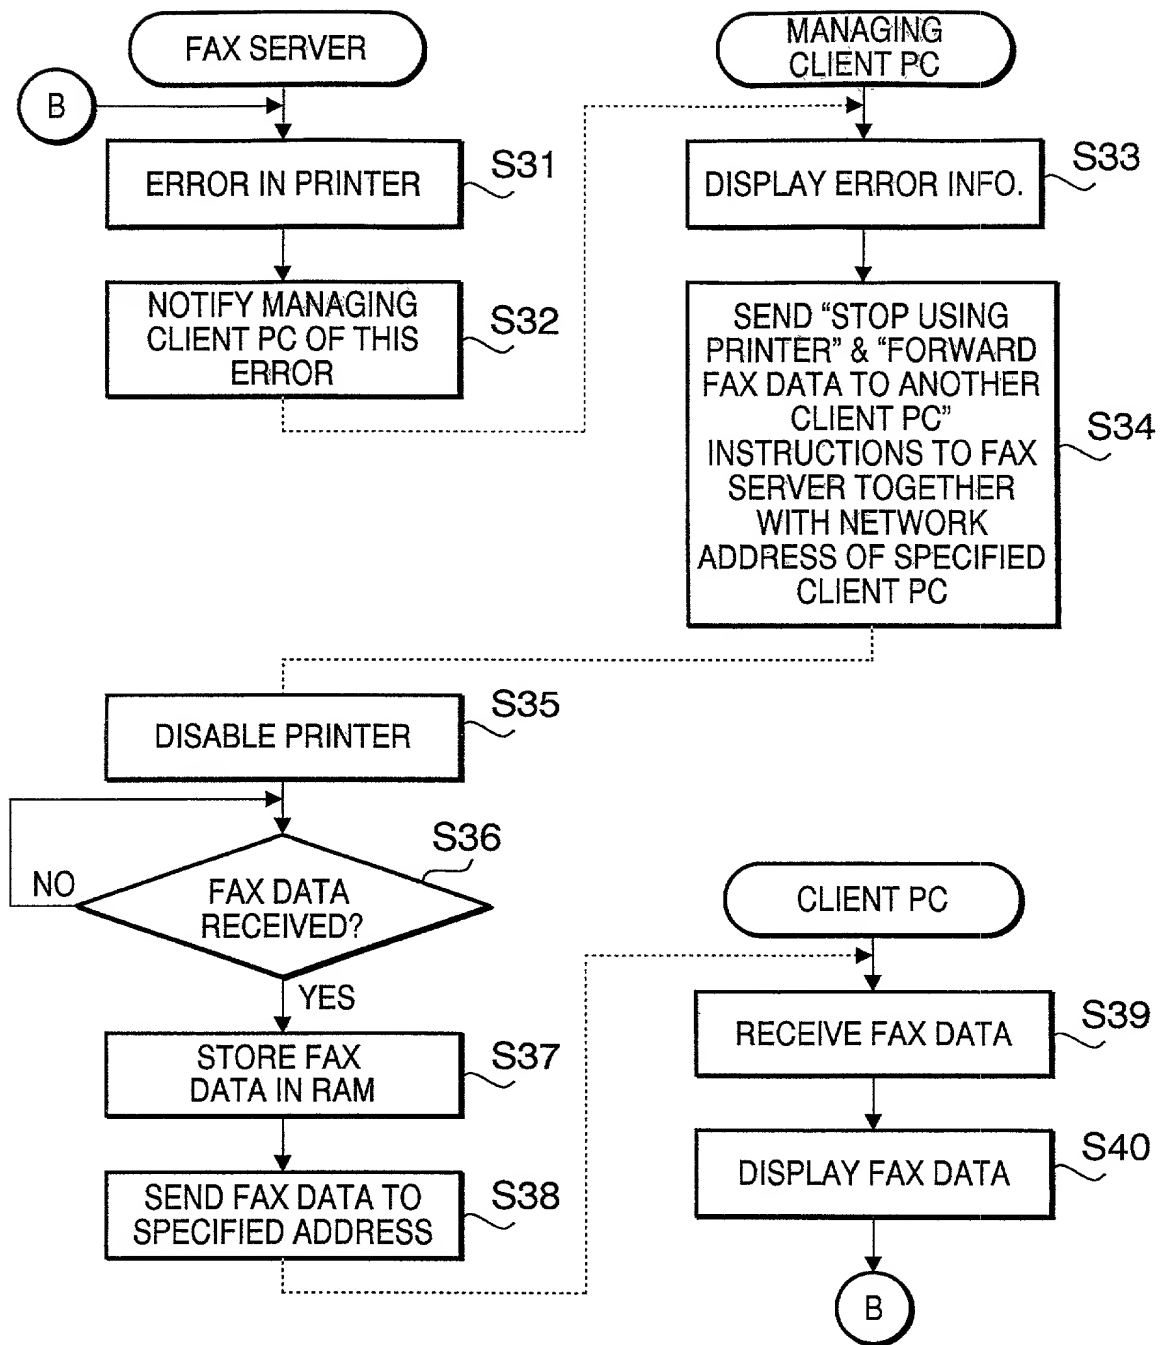 FAX SERVER
B
ERROR IN PRINTER
S31
NOTIFY MANAGING
CLIENT PC OF THIS
ERROR
S32
MANAGING
CLIENT PC
DISPLAY ERROR INFO.
S33
SEND “STOP USING
PRINTER” & “FORWARD
FAX DATA TO ANOTHER
CLIENT PC”
INSTRUCTIONS TO FAX
SERVER TOGETHER
WITH NETWORK
ADDRESS OF SPECIFIED
CLIENT PC
S34
DISABLE PRINTER
S35
FAX DATA
RECEIVED?
S36
NO
YES
STORE FAX
DATA IN RAM
S37
SEND FAX DATA TO
SPECIFIED ADDRESS
S38
CLIENT PC
RECEIVE FAX DATA
S39
DISPLAY FAX DATA
S40
B